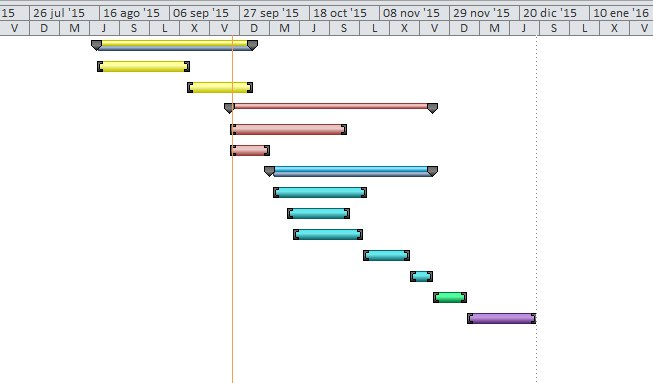 15 26 jul '15 16 ago '15 06 sep '15 27 sep '15 18 oct '15 08 nov '15 29 nov '15 20 dic '15 10 ene '16
V D M J S X V D M J S X V D M J S L X V